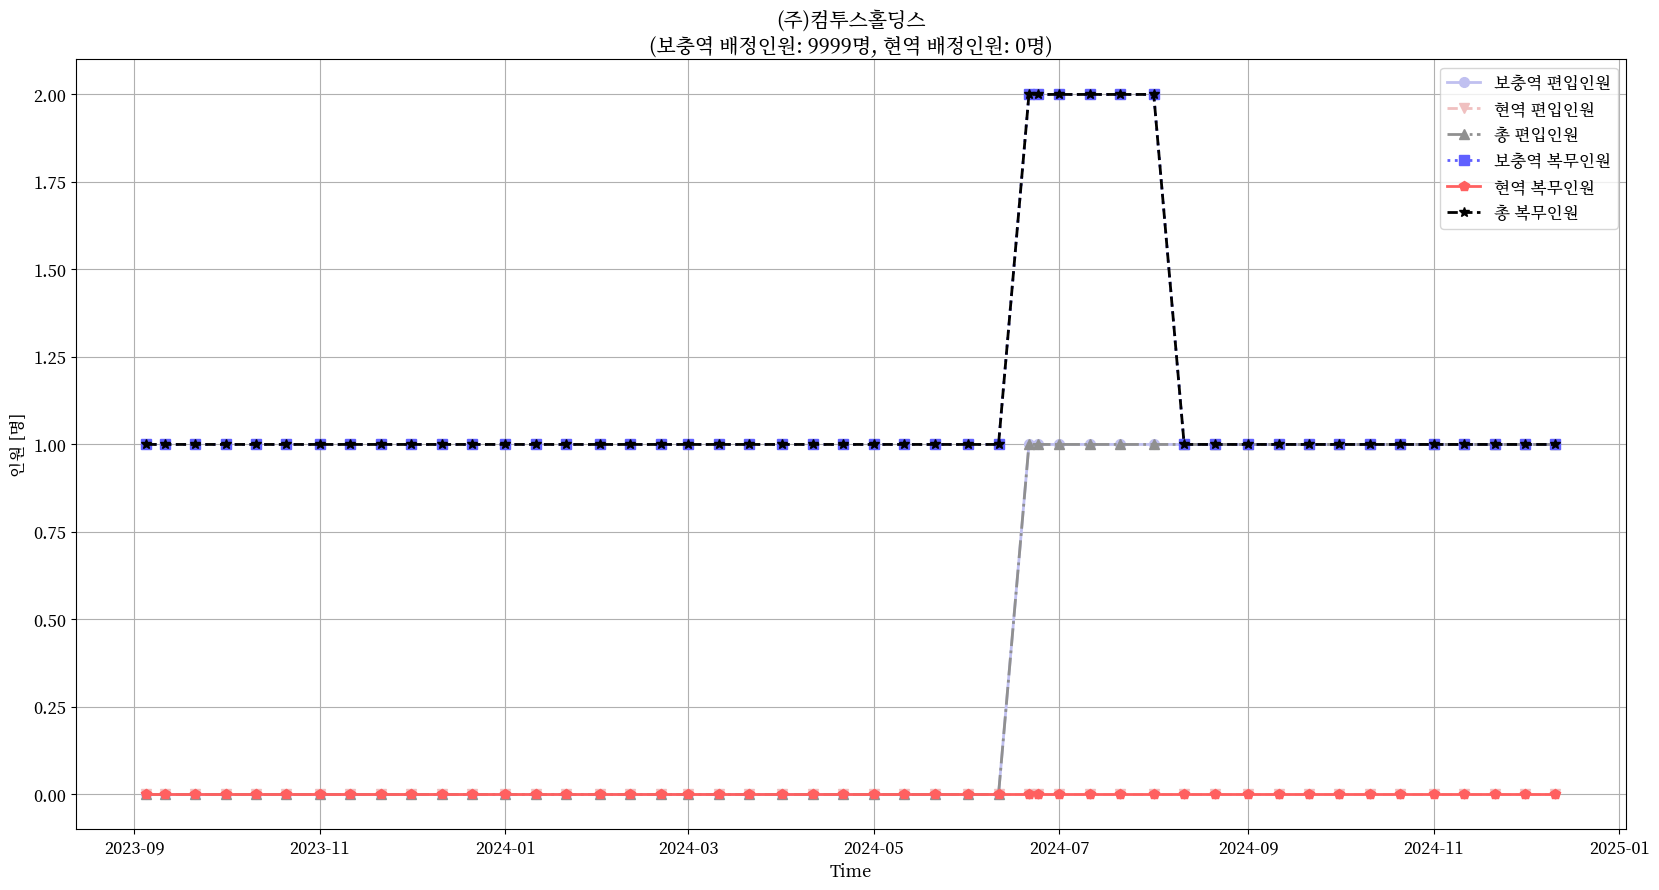 (주)컴투스홀딩스
(보충역 배정인원: 9999명, 현역 배정인원: 0명)
보충역 편입인원
현역 편입인원
총 편입인원
보충역 복무인원
현역 복무인원
총 복무인원
인원 [명]
2.00
1.75
1.50
1.25
1.00
0.75
0.50
0.25
0.00
2023-09 2023-11 2024-01 2024-03 2024-05 2024-07 2024-09 2024-11 2025-01
Time